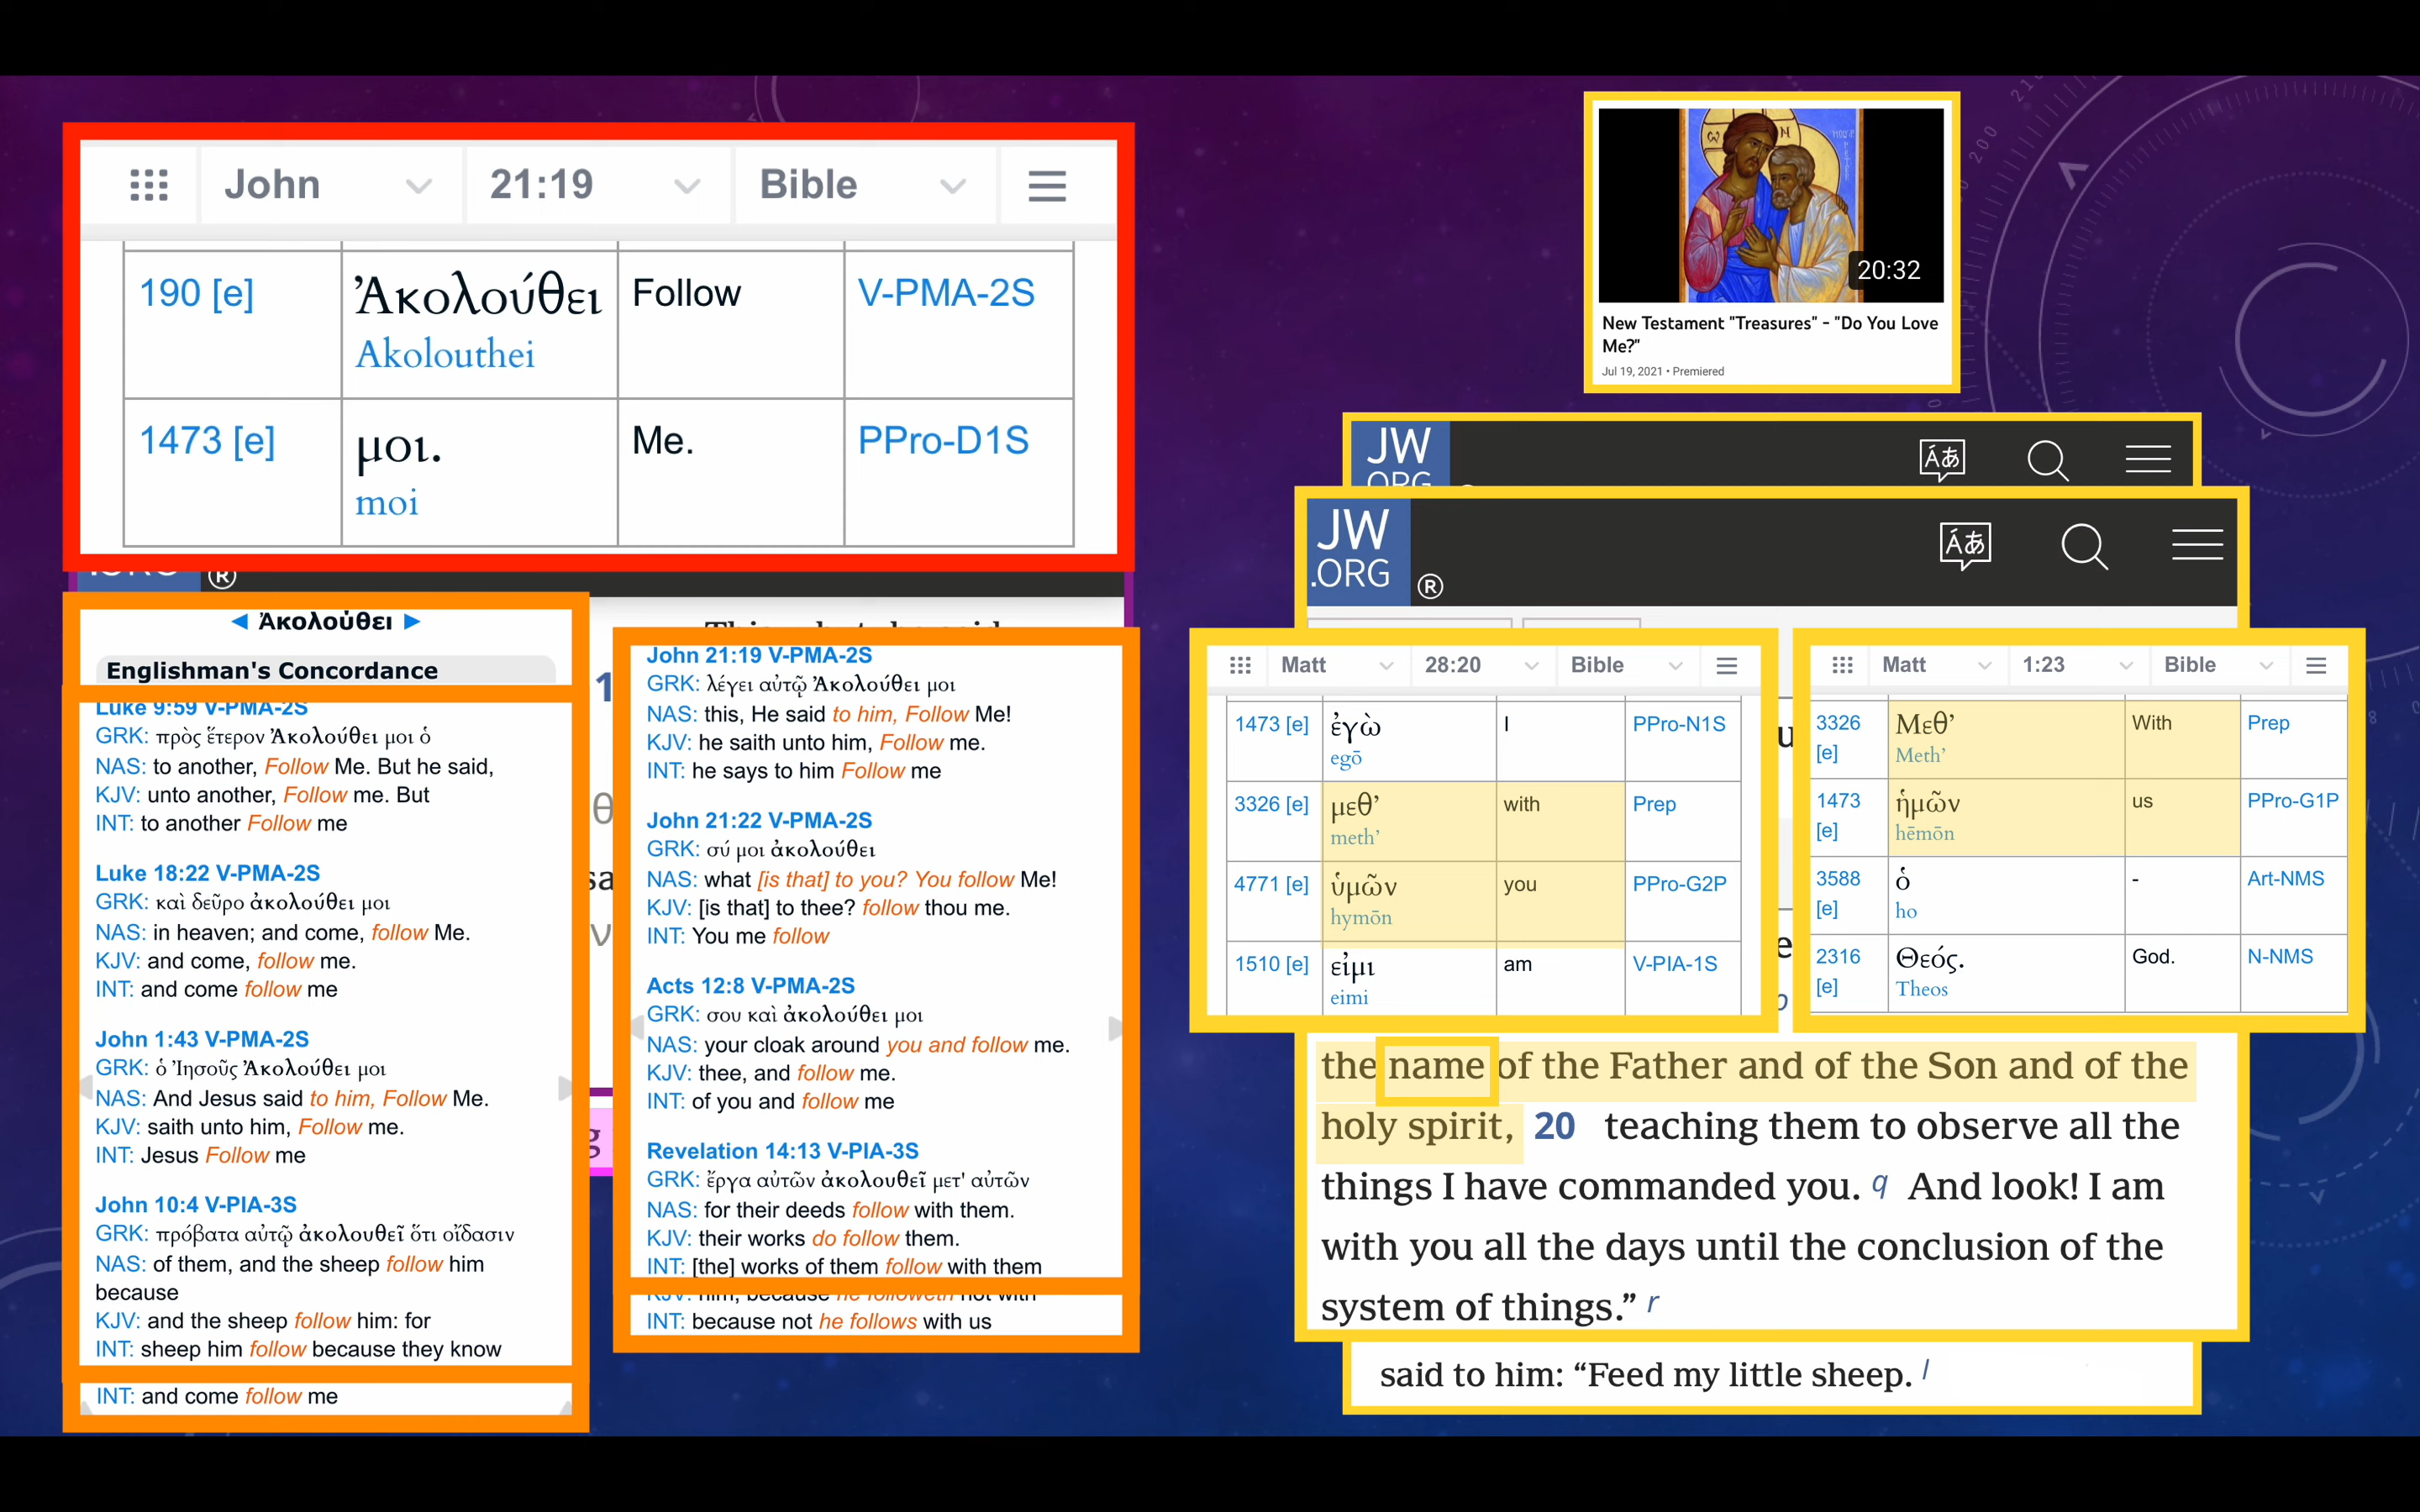 John 21:19 Bible
190 [e] Ἀκολούθει Follow V-PMA-2S
Akolouthei
1473 [e] μοι. Me. PPro-D1S
moi
®
◀ Ἀκολούθει ▶
Englishman's Concordance
Luke 9:59 V-PMA-2S
GRK: πρὸς ἕτερον Ἀκολούθει μοι ὁ
NAS: to another, Follow Me. But he said,
KJV: unto another, Follow me. But
INT: to another Follow me
Luke 18:22 V-PMA-2S
GRK: καὶ δεῦρο ἀκολούθει μοι
NAS: in heaven; and come, follow Me.
KJV: and come, follow me.
INT: and come follow me
John 1:43 V-PMA-2S
GRK: ὁ Ἰησοῦς Ἀκολούθει μοι
NAS: And Jesus said to him, Follow Me.
KJV: saith unto him, Follow me.
INT: Jesus Follow me
John 10:4 V-PIA-3S
GRK: πρόβατα αὐτῷ ἀκολουθεῖ ὅτι οἴδασιν
NAS: of them, and the sheep follow him
because
KJV: and the sheep follow him: for
INT: sheep him follow because they know
INT: and come follow me
John 21:19 V-PMA-2S
GRK: λέγει αὐτῷ Ἀκολούθει μοι
NAS: this, He said to him, Follow Me!
KJV: he saith unto him, Follow me.
INT: he says to him Follow me
John 21:22 V-PMA-2S
GRK: σύ μοι ἀκολούθει
NAS: what [is that] to you? You follow Me!
KJV: [is that] to thee? follow thou me.
INT: You me follow
Acts 12:8 V-PMA-2S
GRK: σου καὶ ἀκολούθει μοι
NAS: your cloak around you and follow me.
KJV: thee, and follow me.
INT: of you and follow me
Revelation 14:13 V-PIA-3S
GRK: ἔργα αὐτῶν ἀκολουθεῖ μετ' αὐτῶν
NAS: for their deeds follow with them.
KJV: their works do follow them.
INT: [the] works of them follow with them
KJV: him, because he followeth not with
INT: because not he follows with us
20:32
New Testament "Treasures" - "Do You Love
Me?"
Jul 19, 2021 • Premiered
JW
ORG
JW
.ORG ®
Matt 28:20 Bible
1473 [e] ἐγὼ I PPro-N1S
egō
3326 [e] μεθ’ with Prep
meth’
4771 [e] ὑμῶν you PPro-G2P
hymōn
1510 [e] εἰμι am V-PIA-1S
eimi
Matt 1:23 Bible
3326 Μεθ’ With Prep
[e] Meth’
1473 ἡμῶν us PPro-G1P
[e] hēmōn
3588 ὁ - Art-NMS
[e] ho
2316 Θεός. God. N-NMS
[e] Theos
the name of the Father and of the Son and of the
holy spirit, 20 teaching them to observe all the
things I have commanded you. q And look! I am
with you all the days until the conclusion of the
system of things.” r
said to him: “Feed my little sheep. l